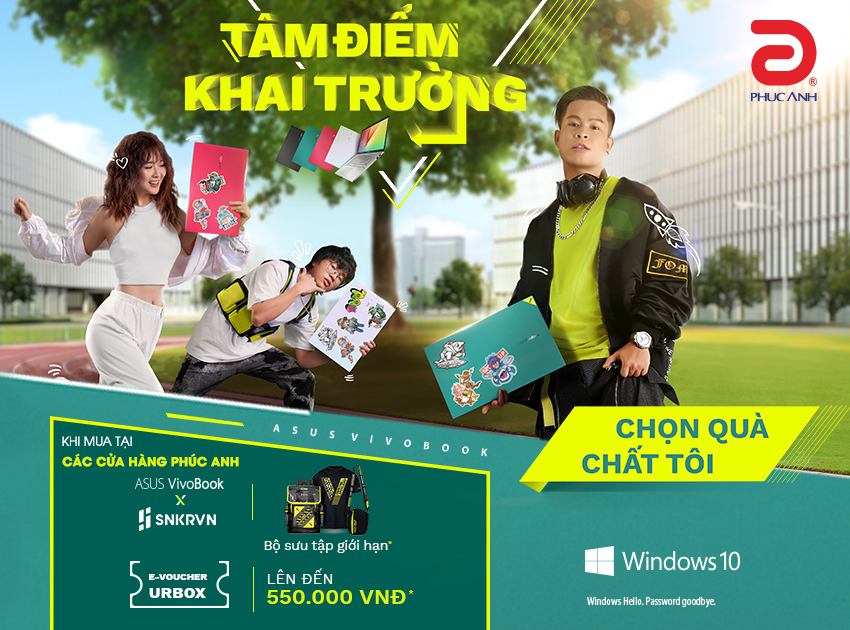 TÂM ĐIỂM
KHAI TRƯỜNG
®
PHUC ANH
FOM
ASUS VIVOBOOK
KHI MUA TẠI
CÁC CỬA HÀNG PHÚC ANH
ASUS VivoBook
X
SNKRVN
Bộ sưu tập giới hạn*
E-VOUCHER
URBOX
LÊN ĐẾN
550.000 VNĐ*
CHỌN QUÀ
CHẤT TÔI
Windows 10
Windows Hello. Password goodbye.